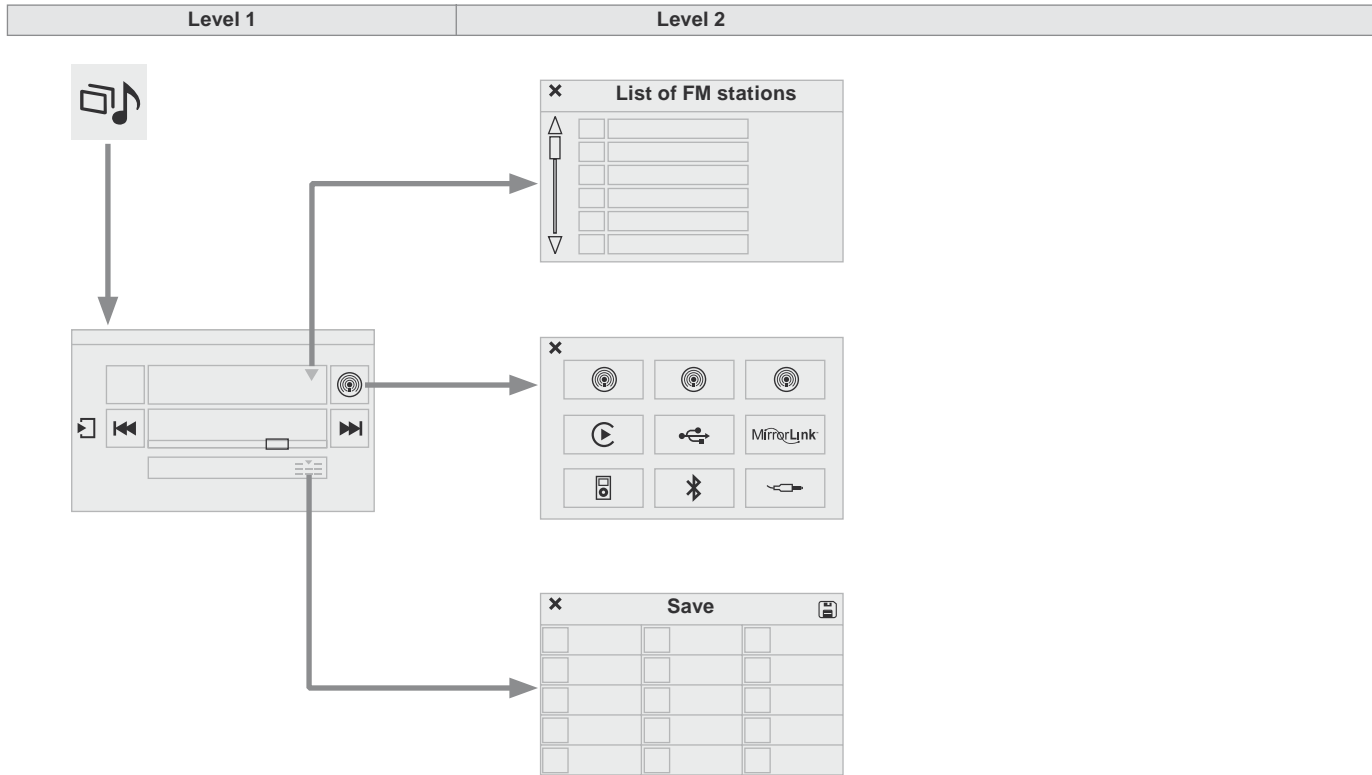 Level 1
Level 2
List of FM stations
MirrorLink
Save